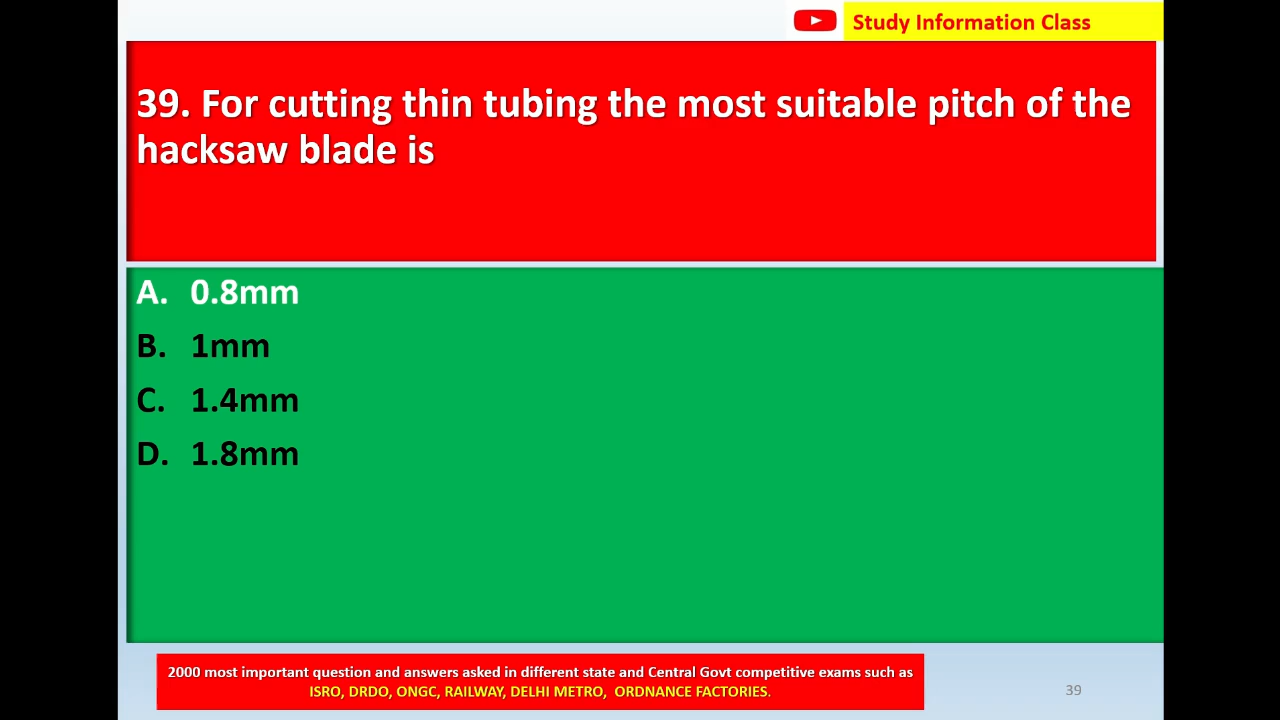 Study Information Class
39. For cutting thin tubing the most suitable pitch of the
hacksaw blade is
A. 0.8mm
B. 1mm
C. 1.4mm
D. 1.8mm
2000 most important question and answers asked in different state and Central Govt competitive exams such as
ISRO, DRDO, ONGC, RAILWAY, DELHI METRO, ORDNANCE FACTORIES.
39